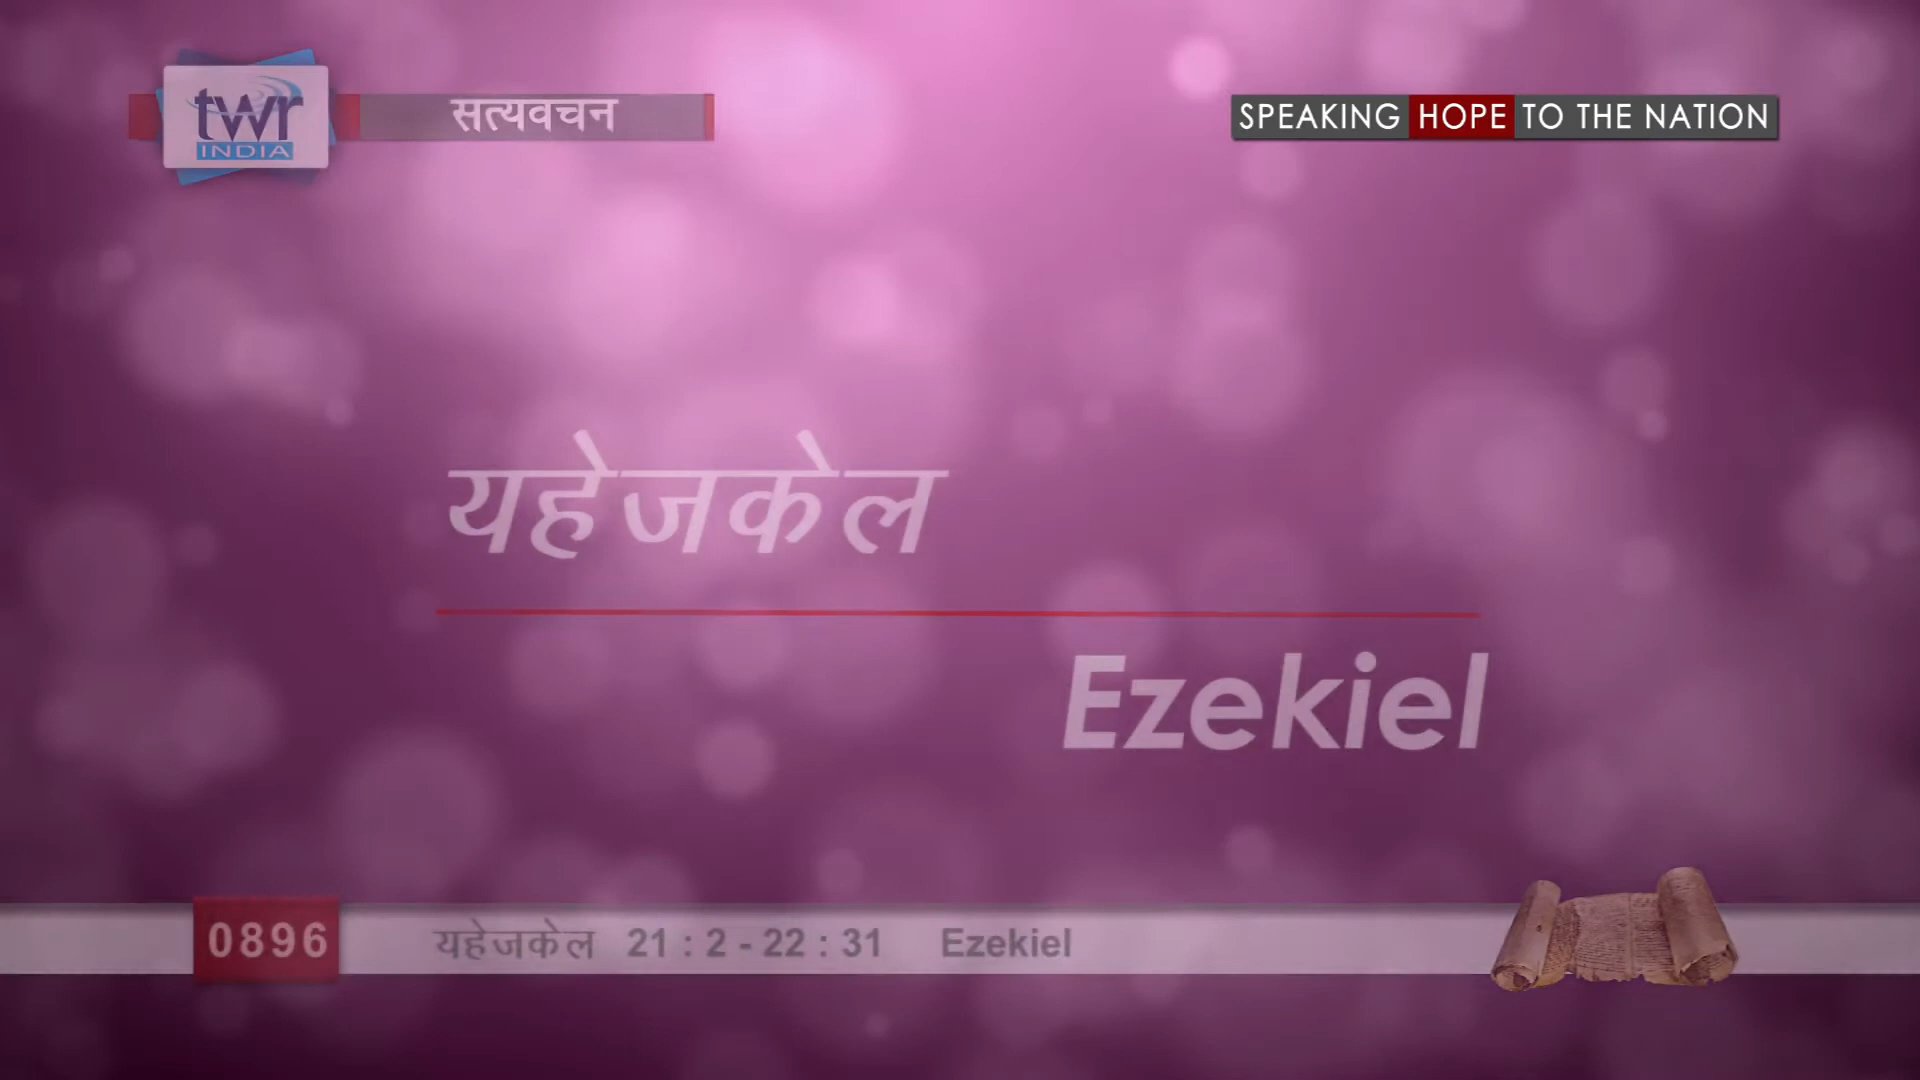 twr
INDIA
सत्यवचन
SPEAKING HOPE TO THE NATION
यहेजकेल
Ezekiel
0896 यहेजकेल 21 : 2 - 22 : 31 Ezekiel